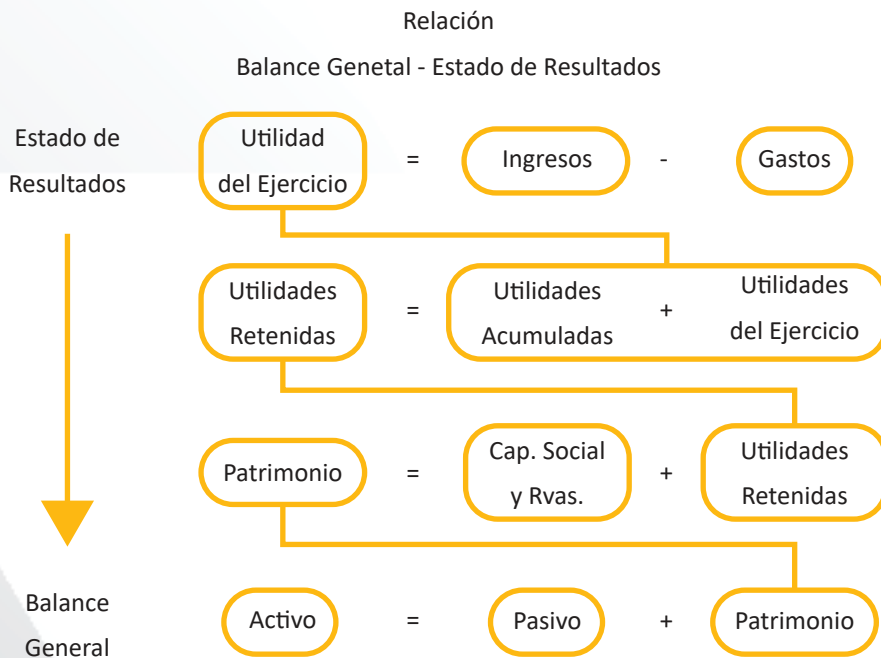 Relación
Balance Genetal - Estado de Resultados
Estado de
Resultados
Utilidad
del Ejercicio
=
Ingresos
-
Gastos
Utilidades
Retenidas
=
Utilidades
Acumuladas
+
Utilidades
del Ejercicio
Patrimonio
=
Cap. Social
y Rvas.
+
Utilidades
Retenidas
Balance
General
Activo
=
Pasivo
+
Patrimonio